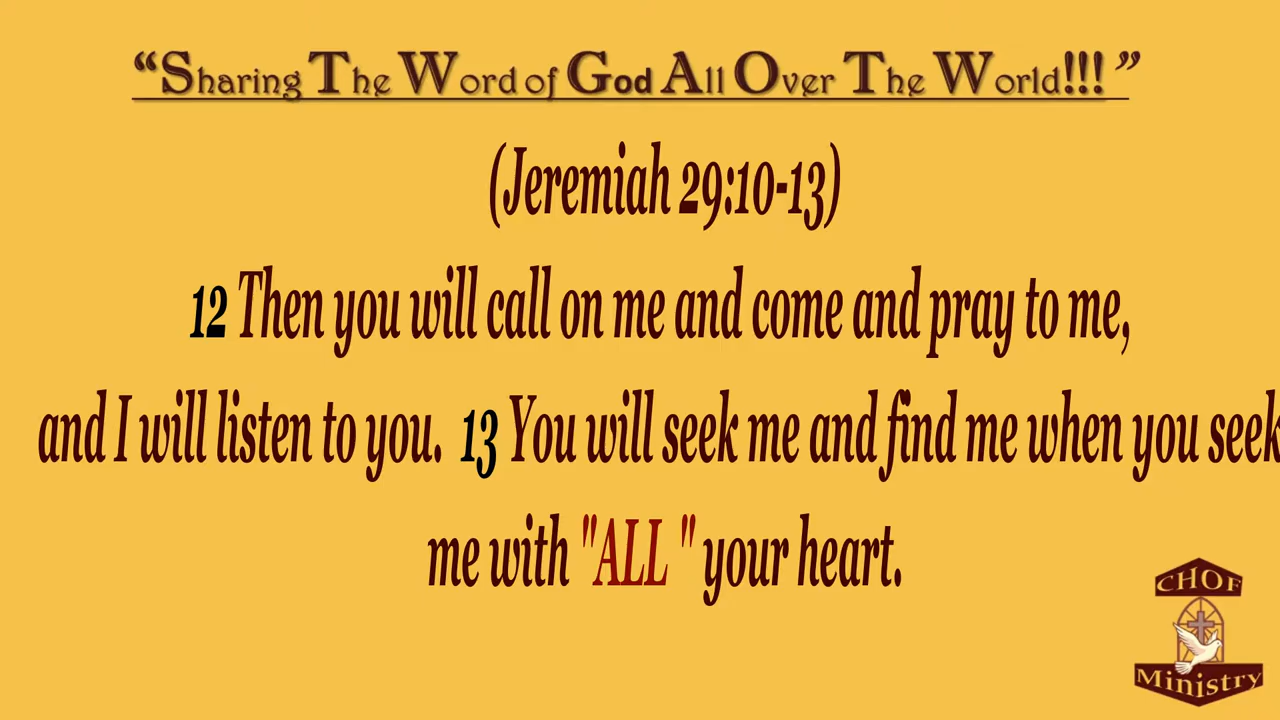 “Sharing The Word of God All Over The World!!!”
(Jeremiah 29:10-13)
12 Then you will call on me and come and pray to me,
and I will listen to you. 13 You will seek me and find me when you seek
me with "ALL " your heart.
CHOF
Ministry